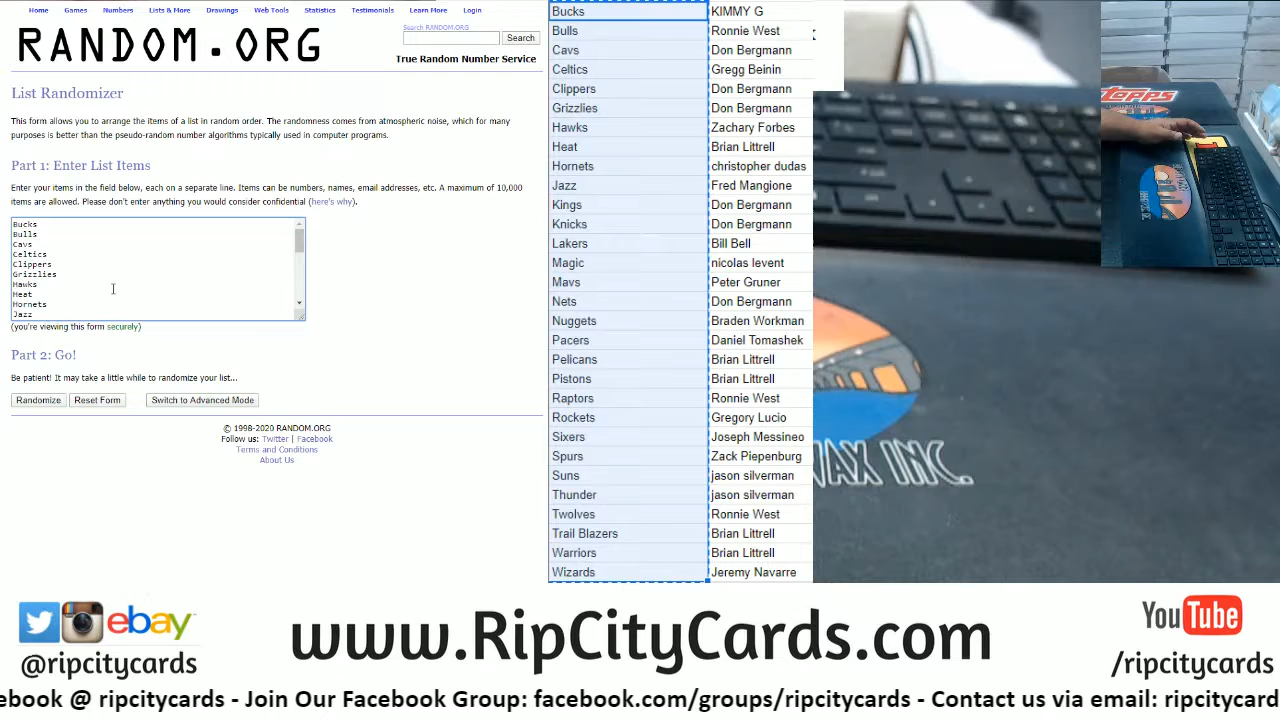 Home Games Numbers Lists & More Drawings Web Tools Statistics Testimonials Learn More Login
RANDOM.ORG
Search RANDOM.ORG
Search
True Random Number Service
List Randomizer
This form allows you to arrange the items of a list in random order. The randomness comes from atmospheric noise, which for many
purposes is better than the pseudo-random number algorithms typically used in computer programs.
Part 1: Enter List Items
Enter your items in the field below, each on a separate line. Items can be numbers, names, email addresses, etc. A maximum of 10,000
items are allowed. Please don't enter anything you would consider confidential (here's why).
Bucks
Bulls
Cavs
Celtics
Clippers
Grizzlies
Hawks
Heat
Hornets
Jazz
(you're viewing this form securely)
Part 2: Go!
Be patient! It may take a little while to randomize your list...
Randomize Reset Form Switch to Advanced Mode
© 1998-2020 RANDOM.ORG
Follow us: Twitter | Facebook
Terms and Conditions
About Us
Bucks KIMMY G
Bulls Ronnie West
Cavs Don Bergmann
Celtics Gregg Beinin
Clippers Don Bergmann
Grizzlies Don Bergmann
Hawks Zachary Forbes
Heat Brian Littrell
Hornets christopher dudas
Jazz Fred Mangione
Kings Don Bergmann
Knicks Don Bergmann
Lakers Bill Bell
Magic nicolas levent
Mavs Peter Gruner
Nets Don Bergmann
Nuggets Braden Workman
Pacers Daniel Tomashek
Pelicans Brian Littrell
Pistons Brian Littrell
Raptors Ronnie West
Rockets Gregory Lucio
Sixers Joseph Messineo
Spurs Zack Piepenburg
Suns jason silverman
Thunder jason silverman
Twolves Ronnie West
Trail Blazers Brian Littrell
Warriors Brian Littrell
Wizards Jeremy Navarre
topps
WAX INC.
ebay
@ripcitycards
www.RipCityCards.com
YouTube
/ripcitycards
ebook @ ripcitycards - Join Our Facebook Group: facebook.com/groups/ripcitycards - Contact us via email: ripcitycard